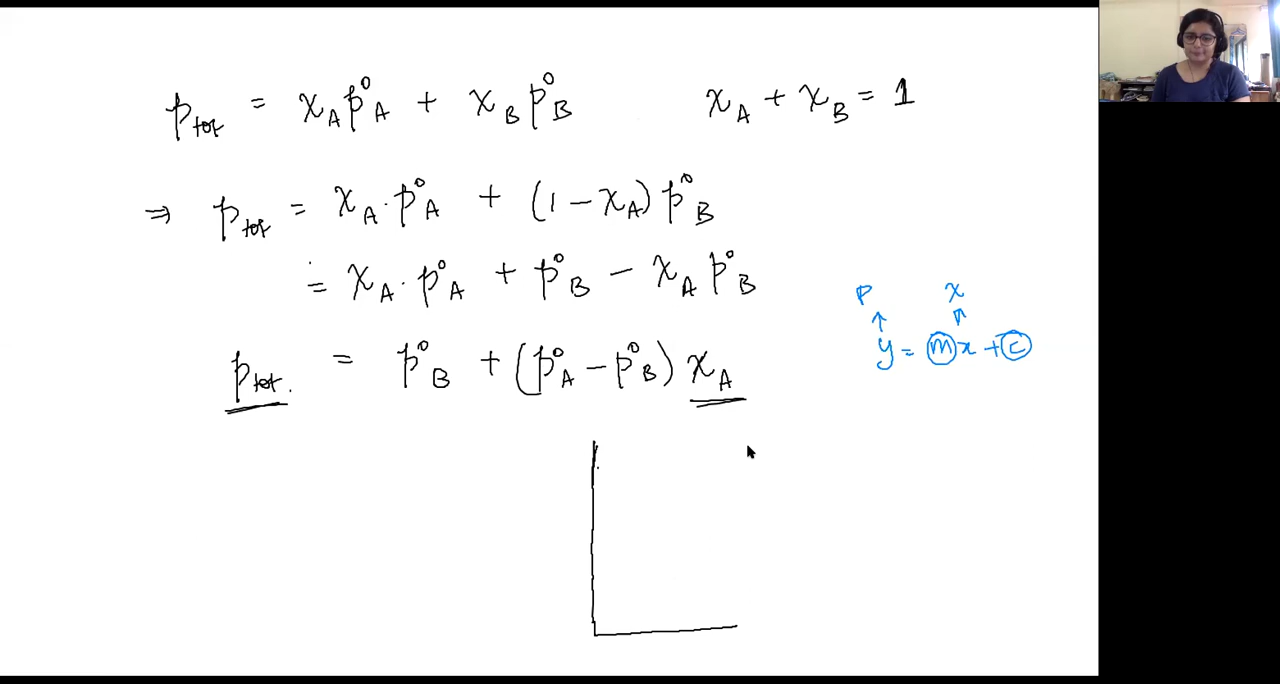 p_tot = x_A p°_A + x_B p°_B    x_A + x_B = 1
⇒ p_tot = x_A · p°_A + (1 − x_A) p°_B
= x_A · p°_A + p°_B − x_A p°_B
p_tot. = p°_B + (p°_A − p°_B) x_A
P    x
↑    ↑
y = mx + c